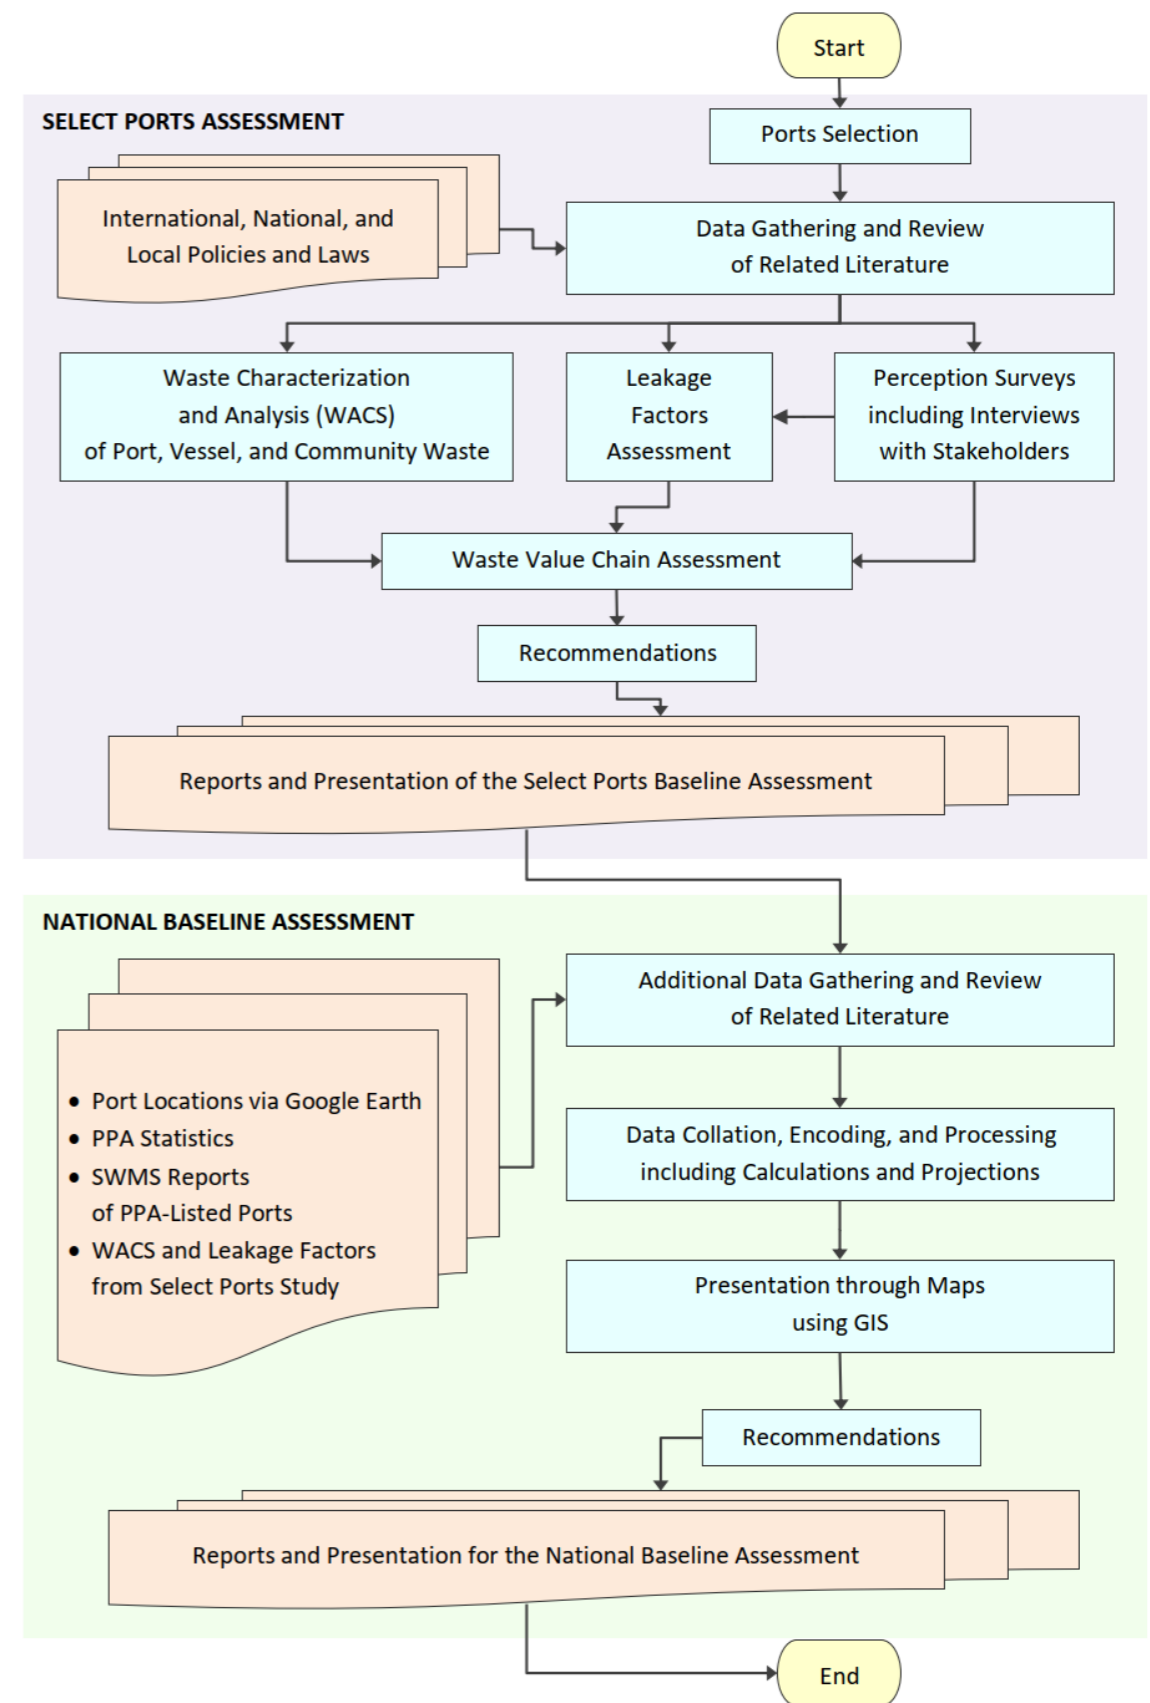 Start
SELECT PORTS ASSESSMENT
Ports Selection
International, National, and
Local Policies and Laws
Data Gathering and Review
of Related Literature
Waste Characterization
and Analysis (WACS)
of Port, Vessel, and Community Waste
Leakage
Factors
Assessment
Perception Surveys
including Interviews
with Stakeholders
Waste Value Chain Assessment
Recommendations
Reports and Presentation of the Select Ports Baseline Assessment
NATIONAL BASELINE ASSESSMENT
Additional Data Gathering and Review
of Related Literature
• Port Locations via Google Earth
• PPA Statistics
• SWMS Reports
of PPA-Listed Ports
• WACS and Leakage Factors
from Select Ports Study
Data Collation, Encoding, and Processing
including Calculations and Projections
Presentation through Maps
using GIS
Recommendations
Reports and Presentation for the National Baseline Assessment
End